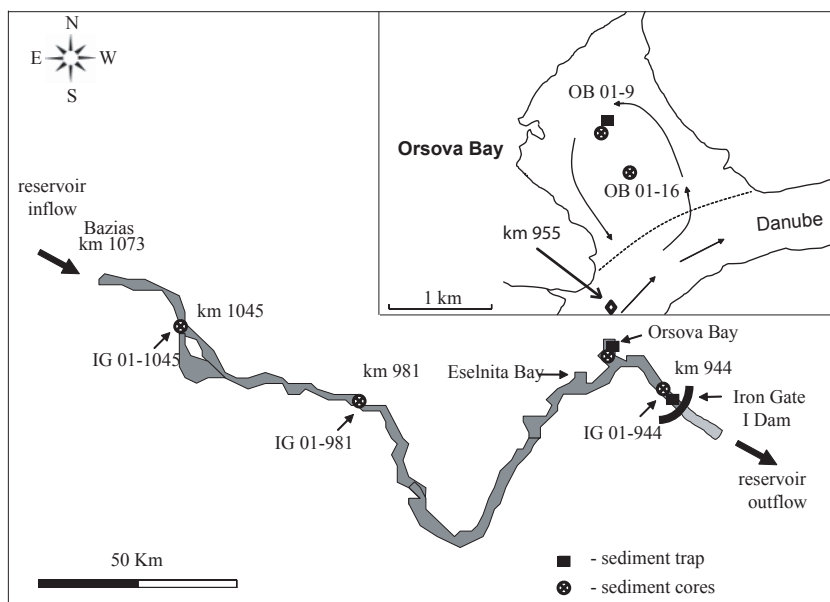 N
E W
S
reservoir
inflow
Bazias
km 1073
km 1045
IG 01-1045
km 981
IG 01-981
Orsova Bay
OB 01-9
OB 01-16
km 955
Danube
1 km
Orsova Bay
Eselnita Bay
km 944
IG 01-944
Iron Gate
I Dam
reservoir
outflow
50 Km
- sediment trap
- sediment cores